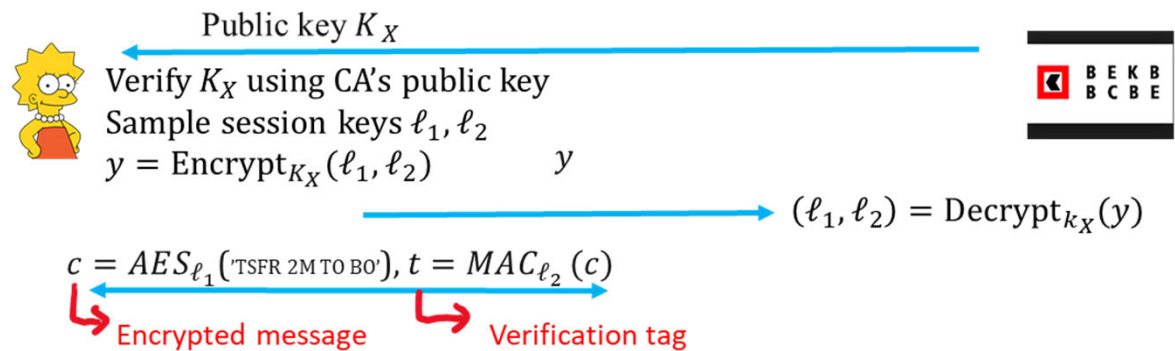 Public key K_X
Verify K_X using CA's public key
Sample session keys ℓ₁, ℓ₂
y = Encrypt_{K_X}(ℓ₁, ℓ₂)
y
(ℓ₁, ℓ₂) = Decrypt_{k_X}(y)
c = AES_{ℓ₁}('TSFR 2M TO BO'), t = MAC_{ℓ₂}(c)
Encrypted message
Verification tag
B E K B
B C B E